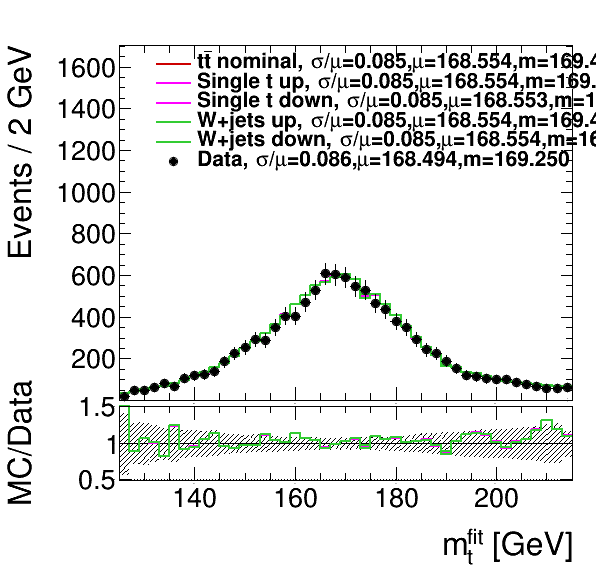 tt̄ nominal, σ/μ=0.085,μ=168.554,m=169.4
Single t up, σ/μ=0.085,μ=168.554,m=169.
Single t down, σ/μ=0.085,μ=168.553,m=1
W+jets up, σ/μ=0.085,μ=168.554,m=169.4
W+jets down, σ/μ=0.085,μ=168.554,m=16
Data, σ/μ=0.086,μ=168.494,m=169.250
Events / 2 GeV
1600
1400
1200
1000
800
600
400
200
MC/Data
1.5
1
0.5
140 160 180 200
m_t^fit [GeV]